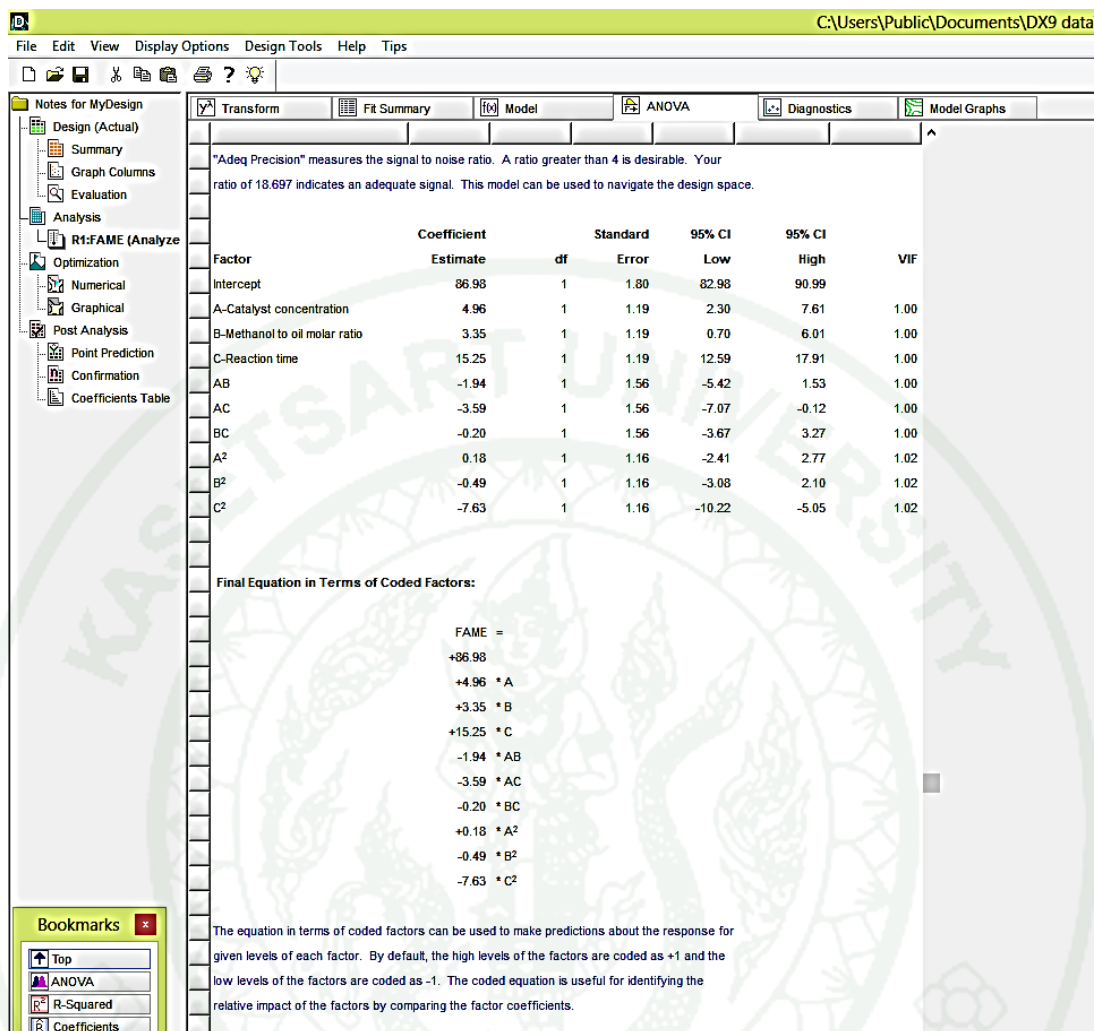 C:\Users\Public\Documents\DX9 data
File Edit View Display Options Design Tools Help Tips
Notes for MyDesign
Design (Actual)
Summary
Graph Columns
Evaluation
Analysis
R1:FAME (Analyze
Optimization
Numerical
Graphical
Post Analysis
Point Prediction
Confirmation
Coefficients Table
Transform Fit Summary f(x) Model ANOVA Diagnostics Model Graphs
"Adeq Precision" measures the signal to noise ratio. A ratio greater than 4 is desirable. Your
ratio of 18.697 indicates an adequate signal. This model can be used to navigate the design space.
Coefficient Standard 95% CI 95% CI
Factor Estimate df Error Low High VIF
Intercept 86.98 1 1.80 82.98 90.99
A-Catalyst concentration 4.96 1 1.19 2.30 7.61 1.00
B-Methanol to oil molar ratio 3.35 1 1.19 0.70 6.01 1.00
C-Reaction time 15.25 1 1.19 12.59 17.91 1.00
AB -1.94 1 1.56 -5.42 1.53 1.00
AC -3.59 1 1.56 -7.07 -0.12 1.00
BC -0.20 1 1.56 -3.67 3.27 1.00
A² 0.18 1 1.16 -2.41 2.77 1.02
B² -0.49 1 1.16 -3.08 2.10 1.02
C² -7.63 1 1.16 -10.22 -5.05 1.02
Final Equation in Terms of Coded Factors:
FAME =
+86.98
+4.96 * A
+3.35 * B
+15.25 * C
-1.94 * AB
-3.59 * AC
-0.20 * BC
+0.18 * A²
-0.49 * B²
-7.63 * C²
The equation in terms of coded factors can be used to make predictions about the response for
given levels of each factor. By default, the high levels of the factors are coded as +1 and the
low levels of the factors are coded as -1. The coded equation is useful for identifying the
relative impact of the factors by comparing the factor coefficients.
Bookmarks
Top
ANOVA
R² R-Squared
Coefficients
KASETSART UNIVERSITY